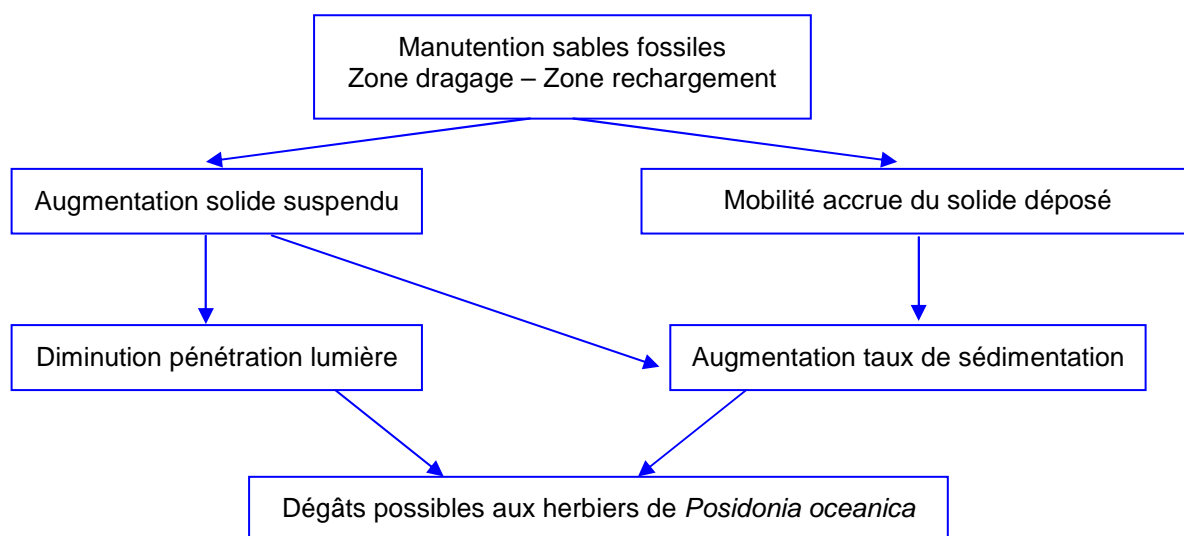 Manutention sables fossiles
Zone dragage – Zone rechargement
Augmentation solide suspendu
Mobilité accrue du solide déposé
Diminution pénétration lumière
Augmentation taux de sédimentation
Dégâts possibles aux herbiers de Posidonia oceanica